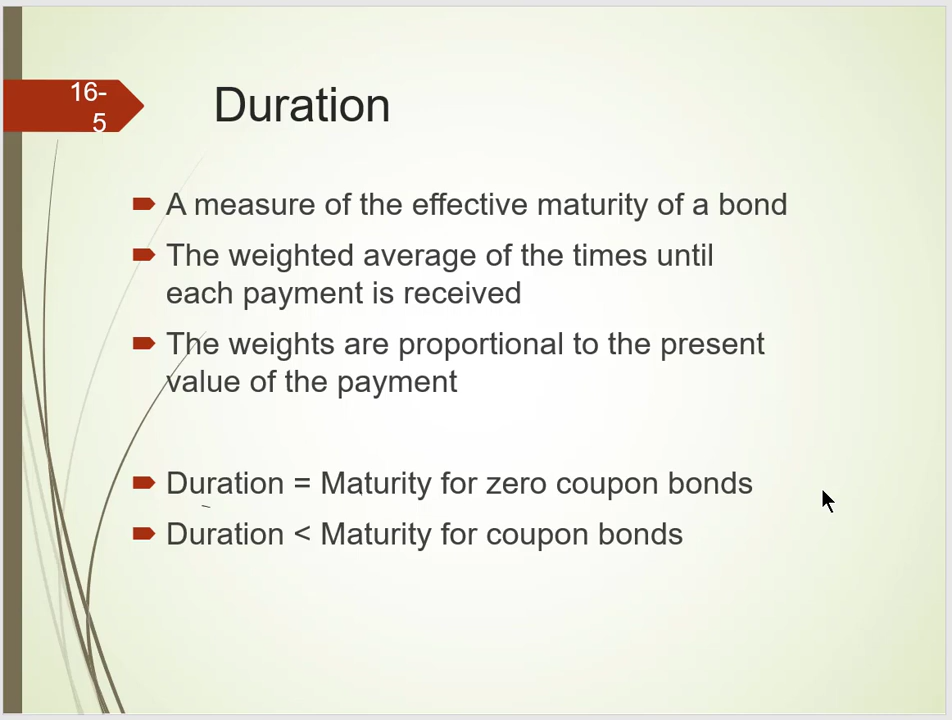 16-
5
Duration
A measure of the effective maturity of a bond
The weighted average of the times until
each payment is received
The weights are proportional to the present
value of the payment
Duration = Maturity for zero coupon bonds
Duration < Maturity for coupon bonds